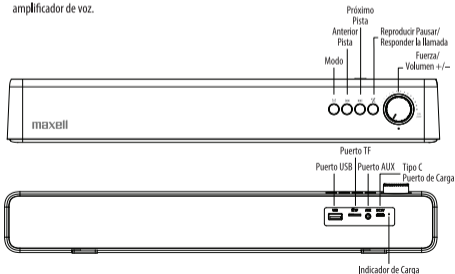 amplificador de voz.
Próximo
Pista
Anterior
Pista
Reproducir Pausar/
Responder la llamada
Modo
Fuerza/
Volumen +/–
maxell
Puerto TF
Puerto USB
Puerto AUX
Tipo C
Puerto de Carga
Indicador de Carga